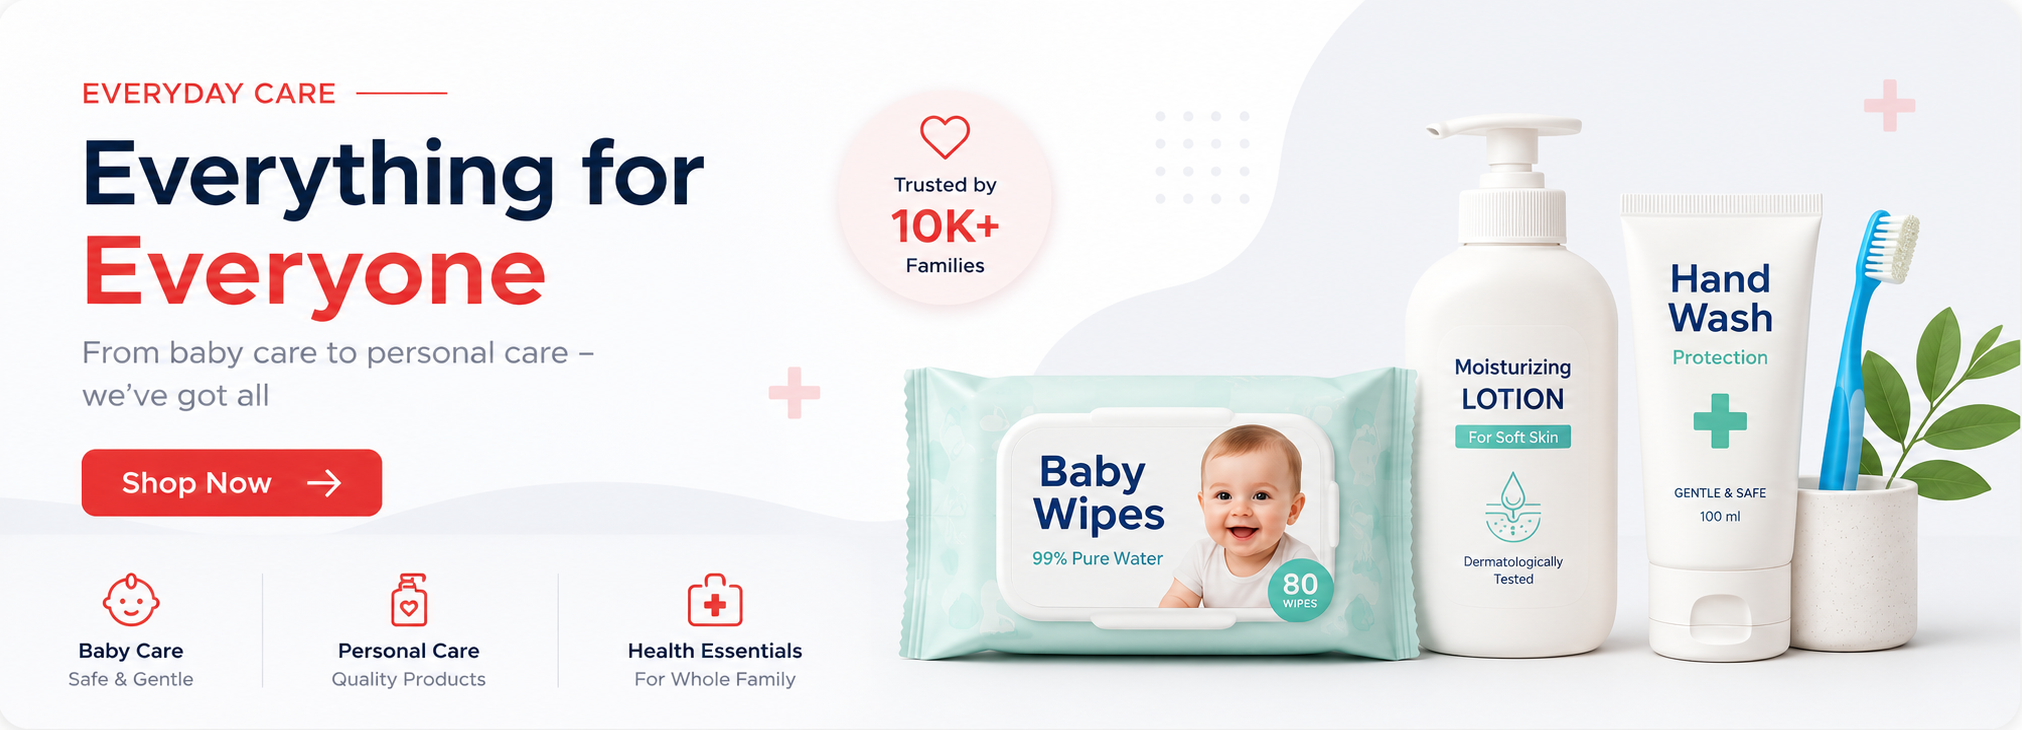 EVERYDAY CARE
Everything for
Everyone
From baby care to personal care –
we've got all
Shop Now
Baby Care
Safe & Gentle
Personal Care
Quality Products
Health Essentials
For Whole Family
Trusted by
10K+
Families
Baby
Wipes
99% Pure Water
80
WIPES
Moisturizing
LOTION
For Soft Skin
Dermatologically
Tested
Hand
Wash
Protection
GENTLE & SAFE
100 ml